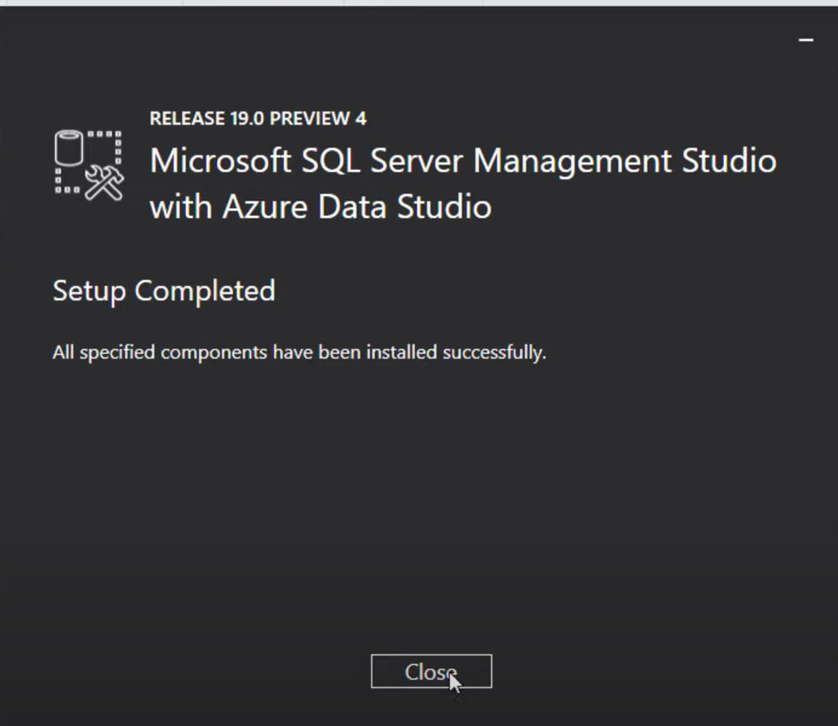 RELEASE 19.0 PREVIEW 4
Microsoft SQL Server Management Studio
with Azure Data Studio
Setup Completed
All specified components have been installed successfully.
Close